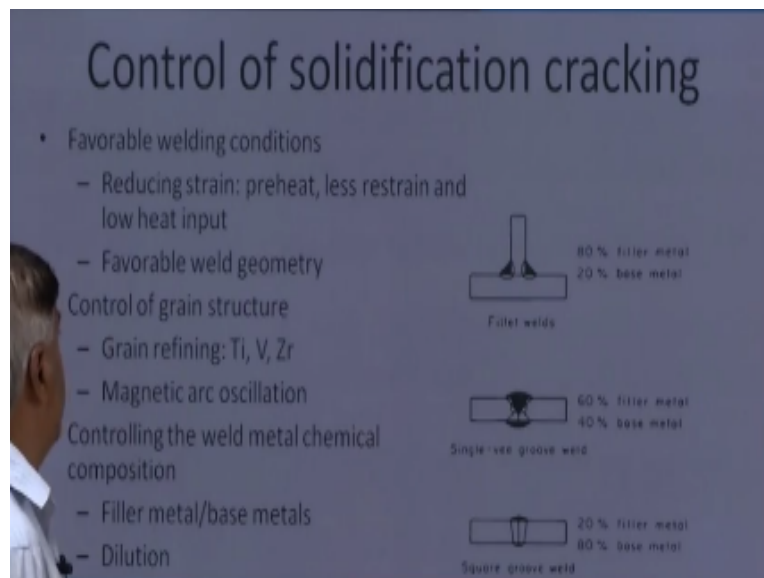 Control of solidification cracking
• Favorable welding conditions
– Reducing strain: preheat, less restrain and
low heat input
– Favorable weld geometry
Control of grain structure
– Grain refining: Ti, V, Zr
– Magnetic arc oscillation
Controlling the weld metal chemical
composition
– Filler metal/base metals
– Dilution
80% filler metal
20% base metal
Fillet welds
60% filler metal
40% base metal
Single-vee groove weld
20% filler metal
80% base metal
Square groove weld